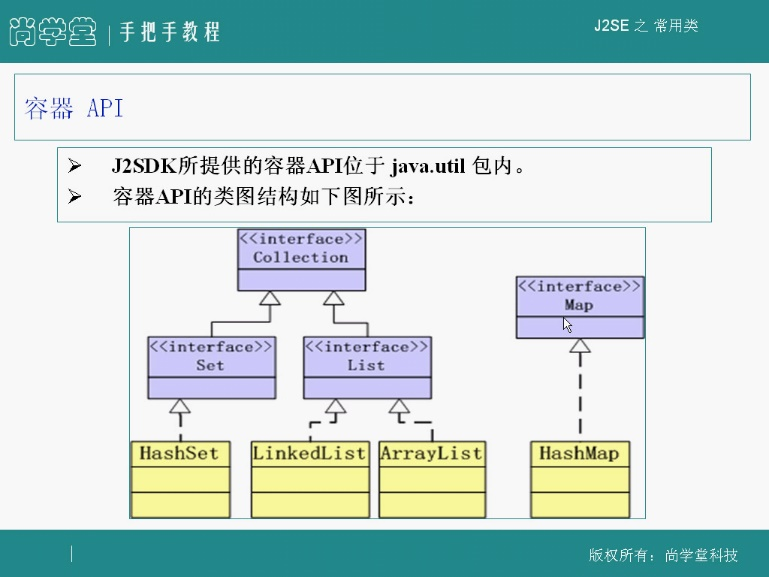 尚学堂 | 手把手教程
J2SE 之 常用类
容器 API
J2SDK所提供的容器API位于 java.util 包内。
容器API的类图结构如下图所示：
<<interface>>
Collection
<<interface>>
Map
<<interface>>
Set
<<interface>>
List
HashSet
LinkedList
ArrayList
HashMap
版权所有：尚学堂科技